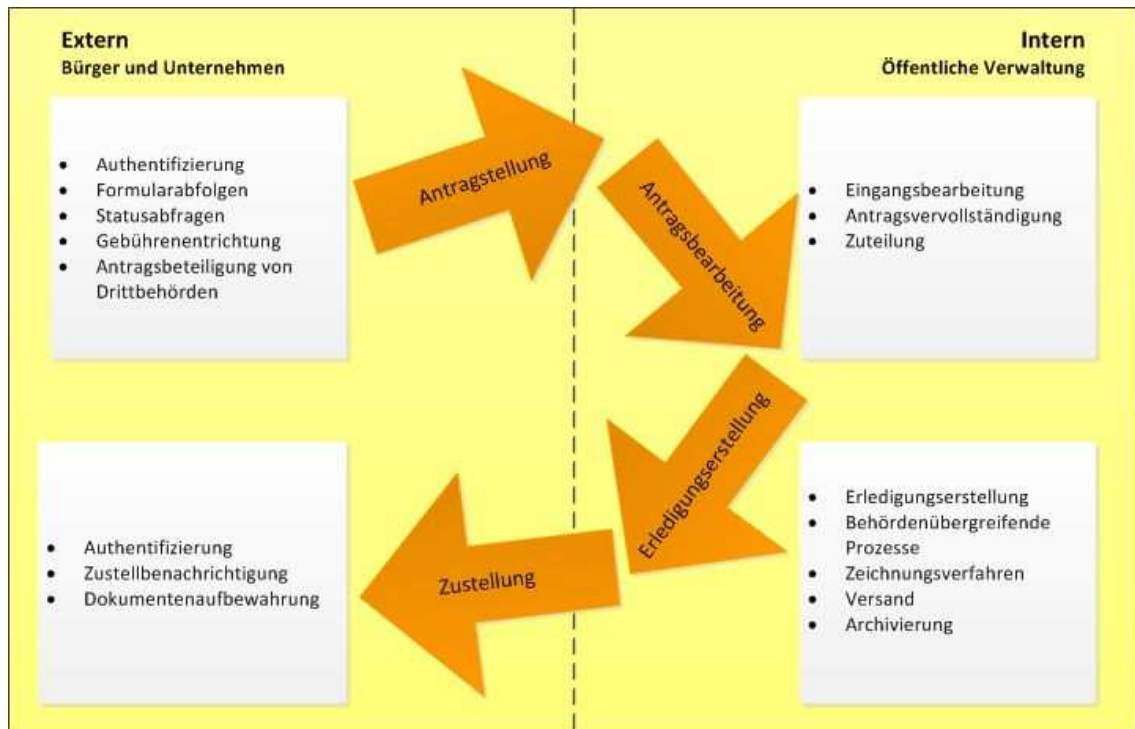 Extern
Bürger und Unternehmen
Intern
Öffentliche Verwaltung
• Authentifizierung
• Formularabfolgen
• Statusabfragen
• Gebührenentrichtung
• Antragsbeteiligung von
Drittbehörden
Antragstellung
Antragsbearbeitung
• Eingangsbearbeitung
• Antragsvervollständigung
• Zuteilung
Erledigungserstellung
• Erledigungserstellung
• Behördenübergreifende
Prozesse
• Zeichnungsverfahren
• Versand
• Archivierung
Zustellung
• Authentifizierung
• Zustellbenachrichtigung
• Dokumentenaufbewahrung